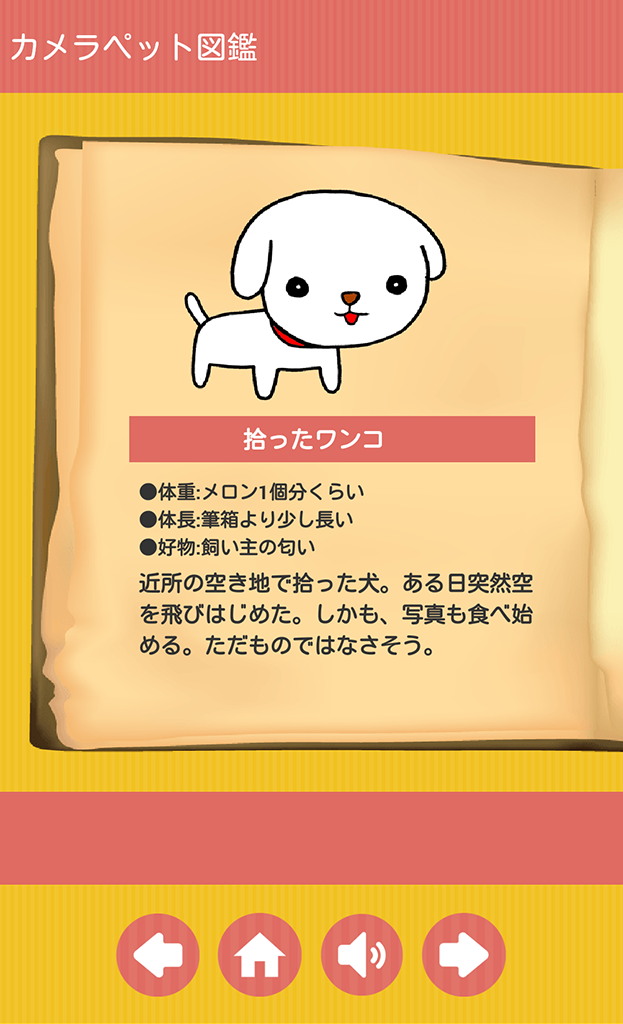 カメラペット図鑑
拾ったワンコ
●体重:メロン1個分くらい
●体長:筆箱より少し長い
●好物:飼い主の匂い
近所の空き地で拾った犬。ある日突然空
を飛びはじめた。しかも、写真も食べ始
める。ただものではなさそう。